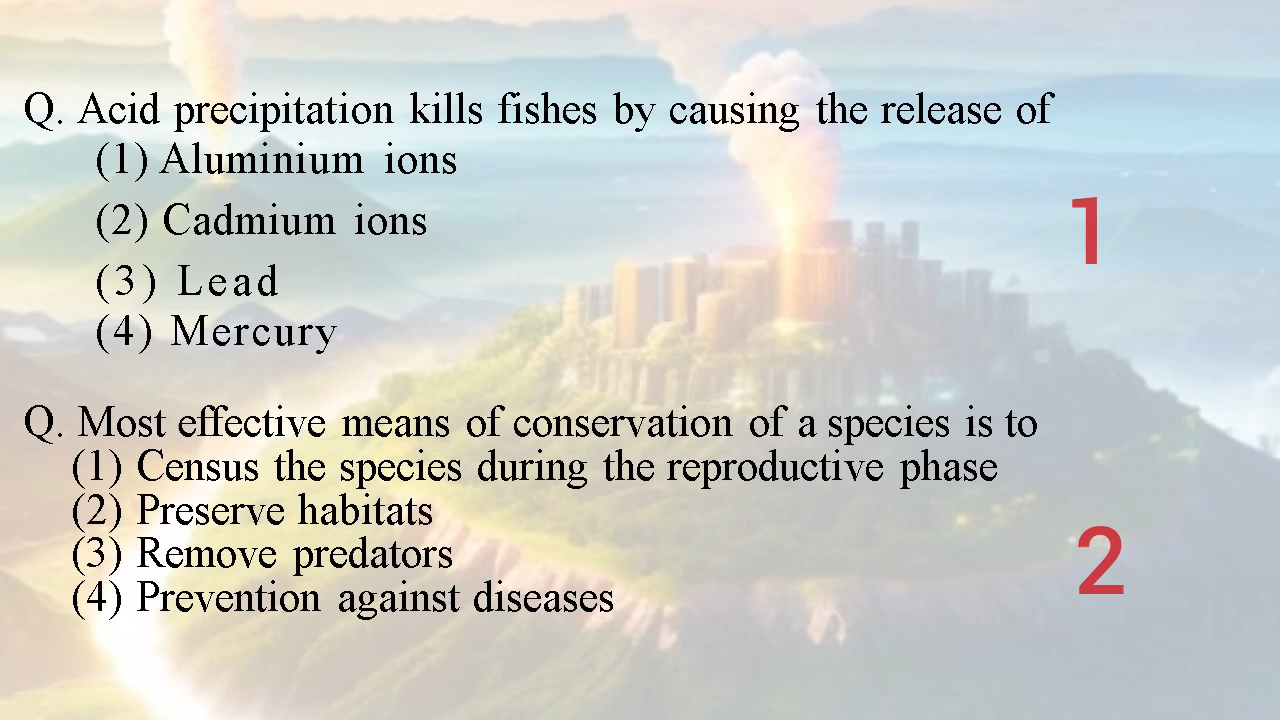 Q. Acid precipitation kills fishes by causing the release of
(1) Aluminium ions
(2) Cadmium ions
1
(3) Lead
(4) Mercury
Q. Most effective means of conservation of a species is to
(1) Census the species during the reproductive phase
(2) Preserve habitats
(3) Remove predators
2
(4) Prevention against diseases